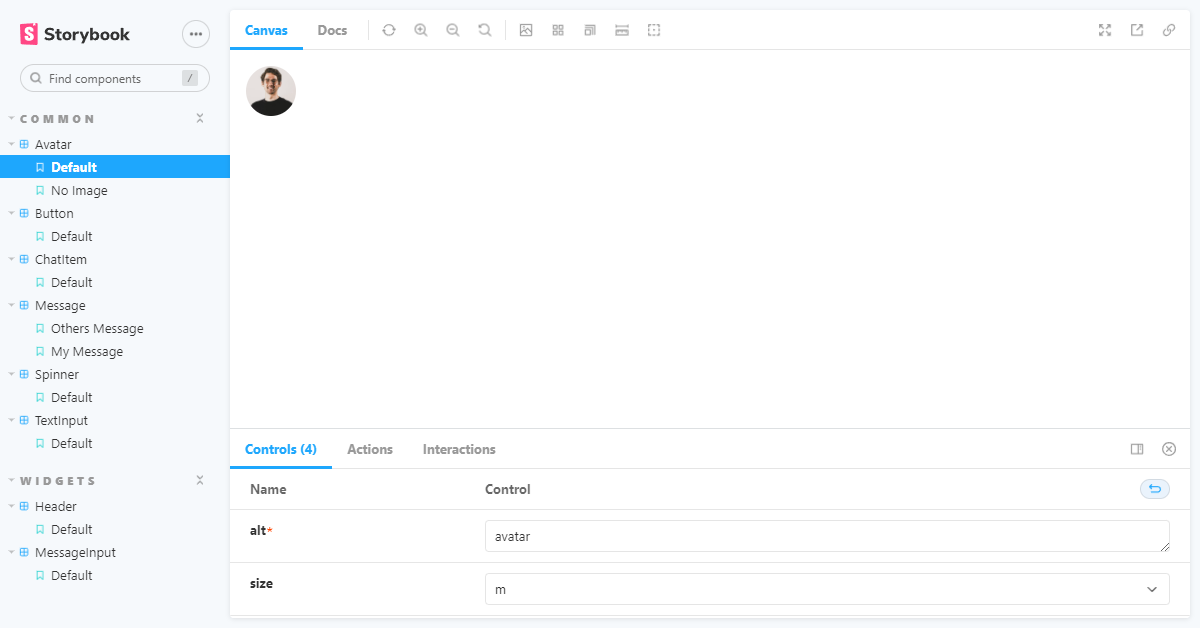 Storybook
Find components /
COMMON
Avatar
Default
No Image
Button
Default
ChatItem
Default
Message
Others Message
My Message
Spinner
Default
TextInput
Default
WIDGETS
Header
Default
MessageInput
Default
Canvas Docs
Controls (4) Actions Interactions
Name Control
alt* avatar
size m